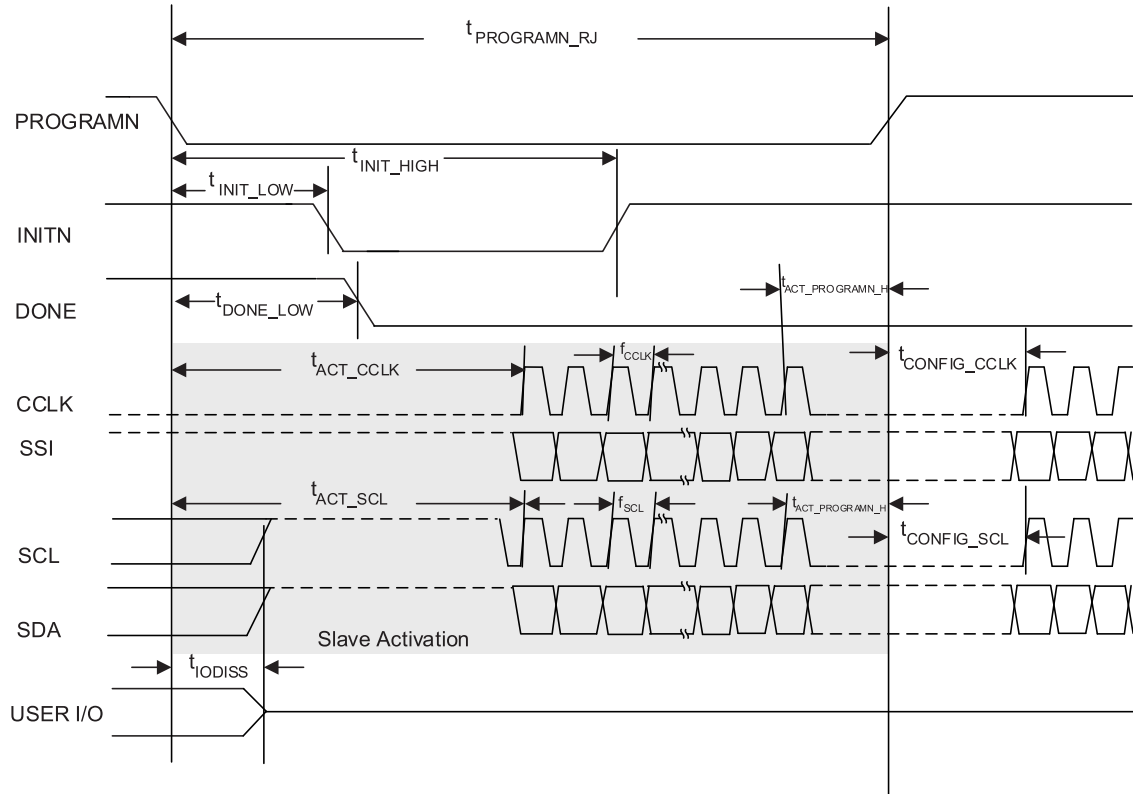 tPROGRAMN_RJ
PROGRAMN
tINIT_HIGH
tINIT_LOW
INITN
DONE
tDONE_LOW
tACT_PROGRAMN_H
tACT_CCLK
fCCLK
tCONFIG_CCLK
CCLK
SSI
tACT_SCL
fSCL
tACT_PROGRAMN_H
tCONFIG_SCL
SCL
SDA
Slave Activation
tIODISS
USER I/O